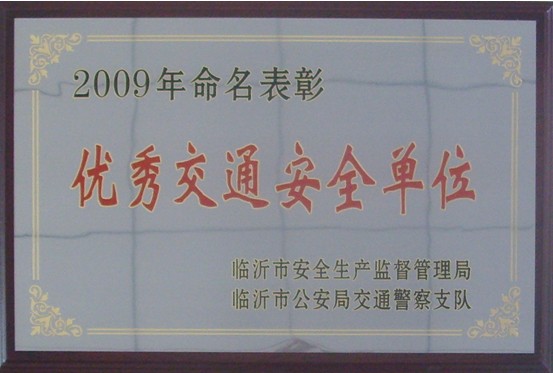 2009年命名表彰
优秀交通安全单位
临沂市安全生产监督管理局
临沂市公安局交通警察支队